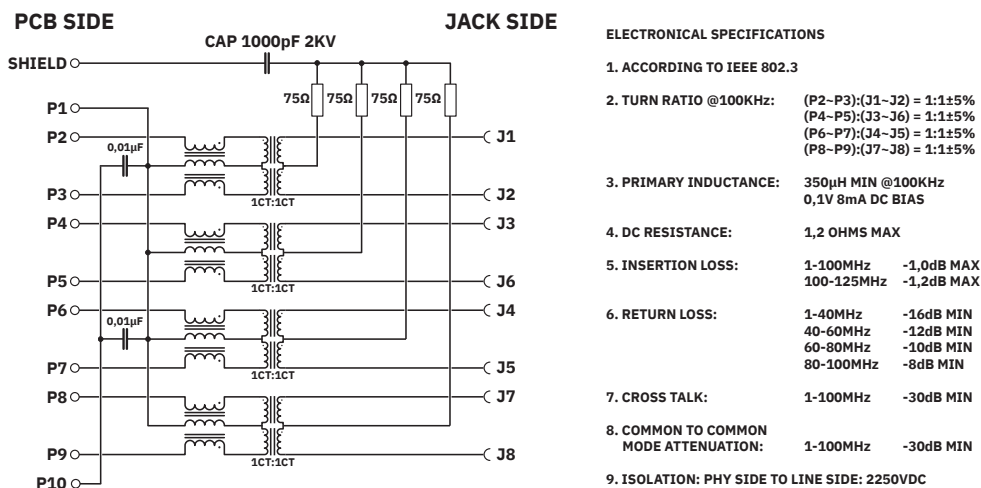 PCB SIDE
JACK SIDE
CAP 1000pF 2KV
SHIELD
75Ω 75Ω 75Ω 75Ω
P1
P2
J1
0,01µF
P3
J2
1CT:1CT
P4
J3
P5
J6
1CT:1CT
P6
J4
0,01µF
P7
J5
1CT:1CT
P8
J7
P9
J8
1CT:1CT
P10
ELECTRONICAL SPECIFICATIONS
1. ACCORDING TO IEEE 802.3
2. TURN RATIO @100KHz: (P2~P3):(J1~J2) = 1:1±5%
(P4~P5):(J3~J6) = 1:1±5%
(P6~P7):(J4~J5) = 1:1±5%
(P8~P9):(J7~J8) = 1:1±5%
3. PRIMARY INDUCTANCE: 350µH MIN @100KHz
0,1V 8mA DC BIAS
4. DC RESISTANCE: 1,2 OHMS MAX
5. INSERTION LOSS: 1-100MHz -1,0dB MAX
100-125MHz -1,2dB MAX
6. RETURN LOSS: 1-40MHz -16dB MIN
40-60MHz -12dB MIN
60-80MHz -10dB MIN
80-100MHz -8dB MIN
7. CROSS TALK: 1-100MHz -30dB MIN
8. COMMON TO COMMON
MODE ATTENUATION: 1-100MHz -30dB MIN
9. ISOLATION: PHY SIDE TO LINE SIDE: 2250VDC